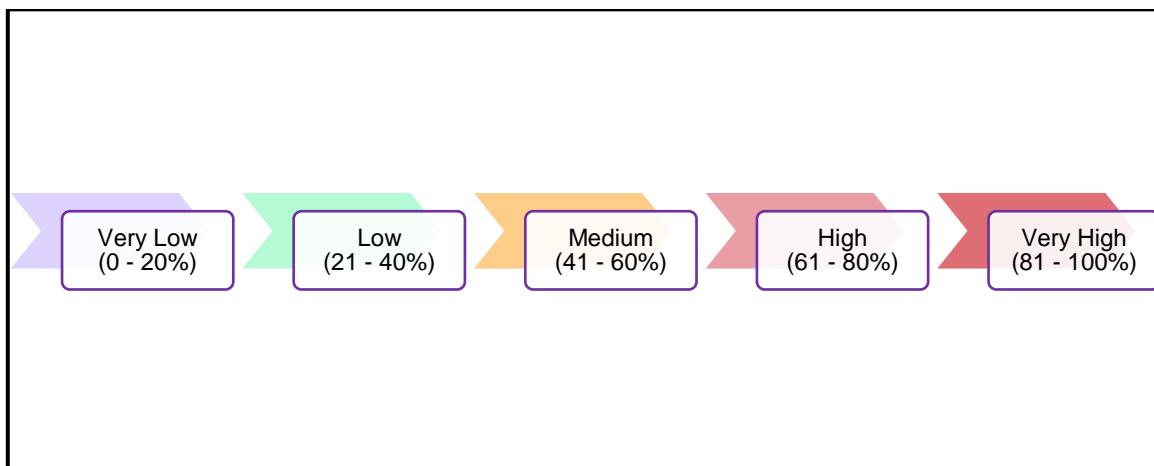 Very Low
(0 - 20%)
Low
(21 - 40%)
Medium
(41 - 60%)
High
(61 - 80%)
Very High
(81 - 100%)